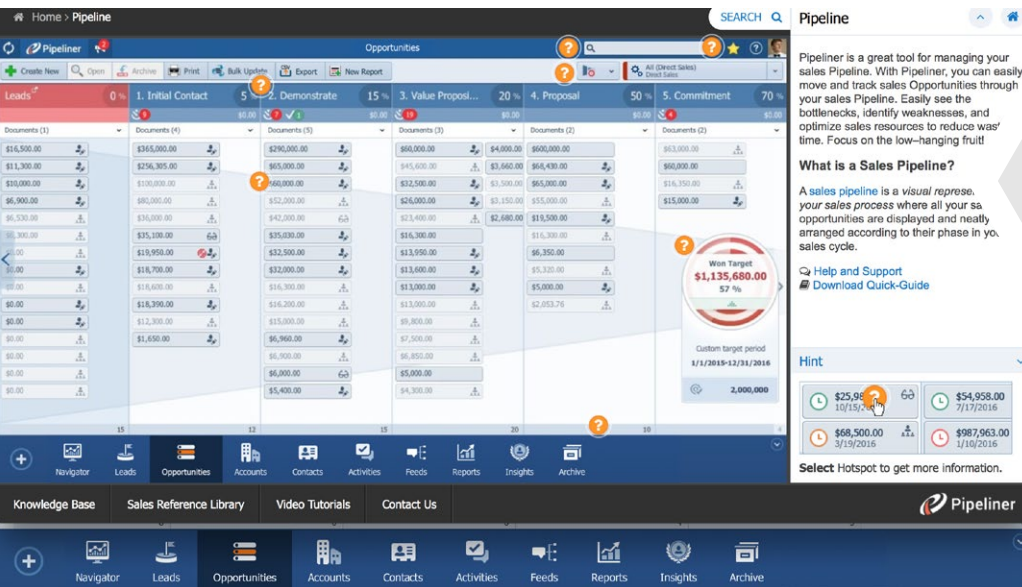 Home > Pipeline
SEARCH
Pipeliner
Opportunities
Create New
Open
Archive
Print
Bulk Update
Export
New Report
All (Direct Sales)
Direct Sales
Leads
0 %
1. Initial Contact
5
2. Demonstrate
15 %
3. Value Proposi...
20 %
4. Proposal
50 %
5. Commitment
70 %
Documents (1)
Documents (4)
Documents (5)
Documents (3)
Documents (2)
Documents (2)
$16,500.00 $365,000.00 $290,000.00 $60,000.00 $4,000.00 $600,000.00 $63,000.00
$11,300.00 $256,305.00 $65,000.00 $45,600.00 $3,660.00 $68,430.00 $60,000.00
$10,000.00 $100,000.00 $60,000.00 $32,500.00 $3,500.00 $65,000.00 $16,350.00
$6,900.00 $80,000.00 $52,000.00 $26,000.00 $3,150.00 $55,000.00 $15,000.00
$6,530.00 $36,000.00 $42,000.00 $23,400.00 $2,680.00 $19,500.00
$35,100.00 $35,030.00 $16,300.00 $16,300.00
$19,950.00 $32,500.00 $13,950.00 $6,350.00
$18,700.00 $32,000.00 $13,600.00 $5,320.00
$18,600.00 $16,300.00 $13,000.00 $5,000.00
$0.00 $18,390.00 $16,200.00 $13,000.00 $2,053.76
$0.00 $12,300.00 $15,000.00 $9,800.00
$0.00 $1,650.00 $6,960.00 $7,500.00
$0.00 $6,900.00 $6,850.00
$0.00 $6,000.00 $5,000.00
$0.00 $5,400.00 $4,300.00
Won Target
$1,135,680.00
57 %
Custom target period
1/1/2015-12/31/2016
2,000,000
15
12
15
20
10
4
Navigator
Leads
Opportunities
Accounts
Contacts
Activities
Feeds
Reports
Insights
Archive
Pipeline
Pipeliner is a great tool for managing your
sales Pipeline. With Pipeliner, you can easily
move and track sales Opportunities through
your sales Pipeline. Easily see the
bottlenecks, identify weaknesses, and
optimize sales resources to reduce
time. Focus on the low-hanging fruit!
What is a Sales Pipeline?
A sales pipeline is a visual
your sales process where all your
opportunities are displayed and neatly
arranged according to their phase in
sales cycle.
Help and Support
Download Quick-Guide
Hint
$54,958.00
7/17/2016
$68,500.00
3/19/2016
$987,963.00
1/10/2016
Select Hotspot to get more information.
Knowledge Base
Sales Reference Library
Video Tutorials
Contact Us
Pipeliner
Navigator
Leads
Opportunities
Accounts
Contacts
Activities
Feeds
Reports
Insights
Archive